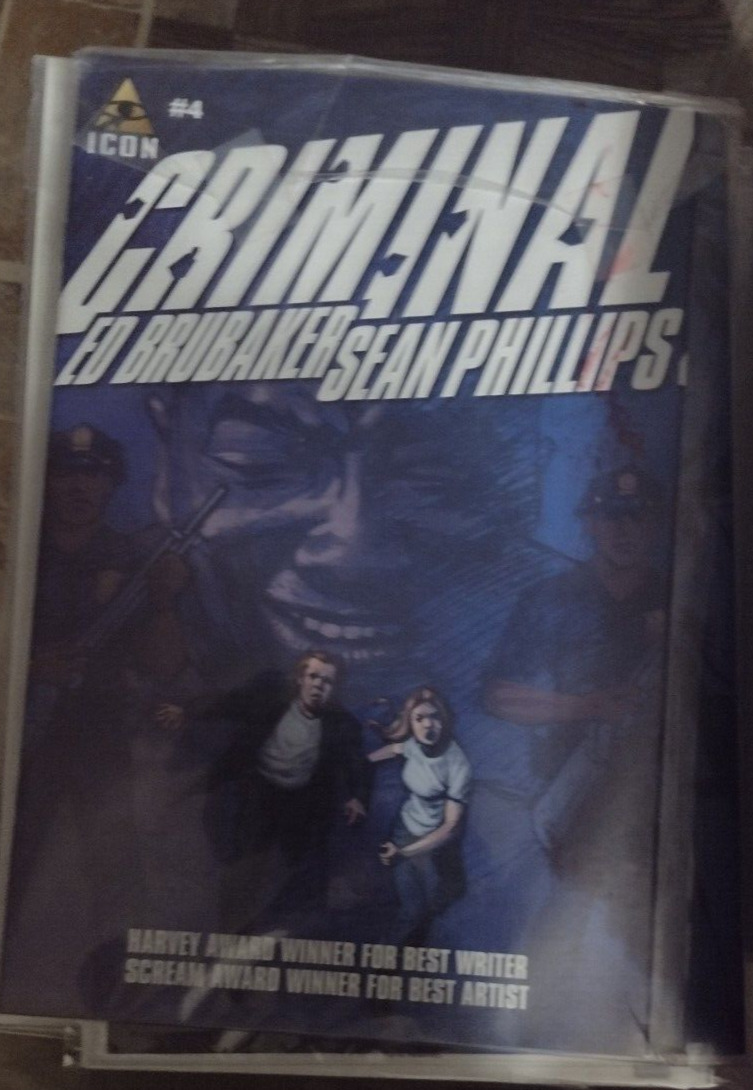 #4
ICON
CRIMINAL
ED BRUBAKER SEAN PHILLIPS
HARVEY AWARD WINNER FOR BEST WRITER
SCREAM AWARD WINNER FOR BEST ARTIST